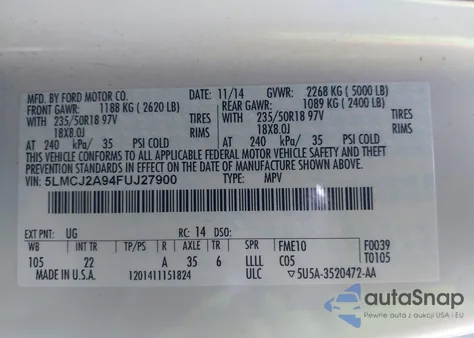 MFD. BY FORD MOTOR CO.
DATE: 11/14 GVWR: 2268 KG ( 5000 LB)
FRONT GAWR: 1188 KG ( 2620 LB) REAR GAWR: 1089 KG ( 2400 LB)
WITH 235/50R18 97V TIRES WITH 235/50R18 97V TIRES
18X8.0J RIMS 18X8.0J RIMS
AT 240 kPa/ 35 PSI COLD AT 240 kPa/ 35 PSI COLD
THIS VEHICLE CONFORMS TO ALL APPLICABLE FEDERAL MOTOR VEHICLE SAFETY AND THEFT
PREVENTION STANDARDS IN EFFECT ON THE DATE OF MANUFACTURE SHOWN ABOVE.
VIN: 5LMCJ2A94FUJ27900 TYPE: MPV
EXT PNT: UG RC: 14 DSO:
WB INT TR TP/PS R AXLE TR SPR FME10 F0039
105 22 A 35 6 LLLL C05 T0105
MADE IN U.S.A. 1201411151824 ULC 5U5A-3520472-AA
autoSnap
Pewne auta z USA i EU